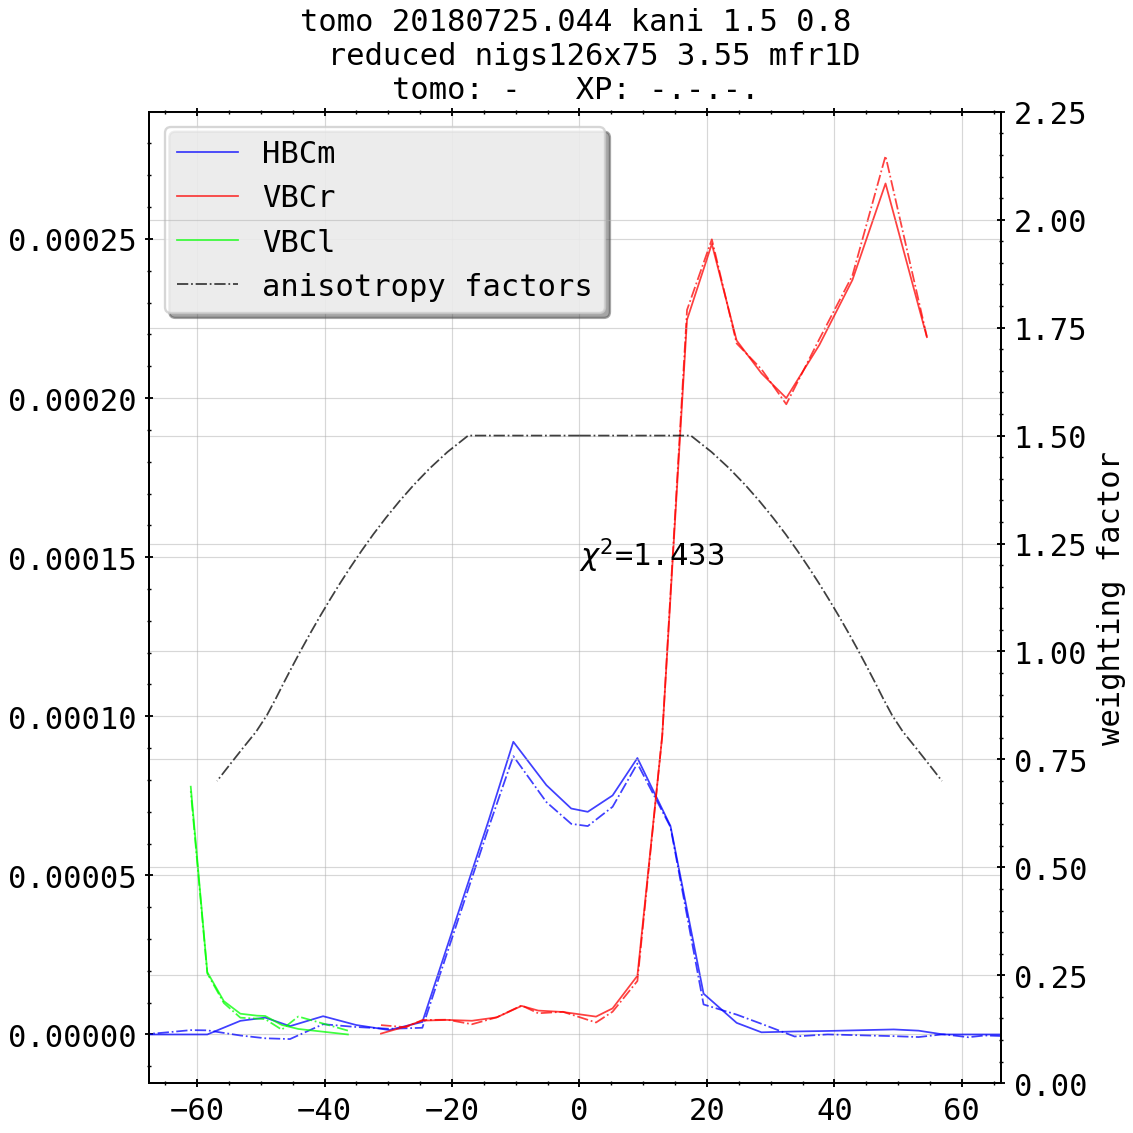 tomo 20180725.044 kani 1.5 0.8
reduced nigs126x75 3.55 mfr1D
tomo: -   XP: -.-.-.
HBCm
VBCr
VBCl
anisotropy factors
0.00025
0.00020
0.00015
0.00010
0.00005
0.00000
χ²=1.433
2.25
2.00
1.75
1.50
1.25
1.00
0.75
0.50
0.25
0.00
weighting factor
−60
−40
−20
0
20
40
60